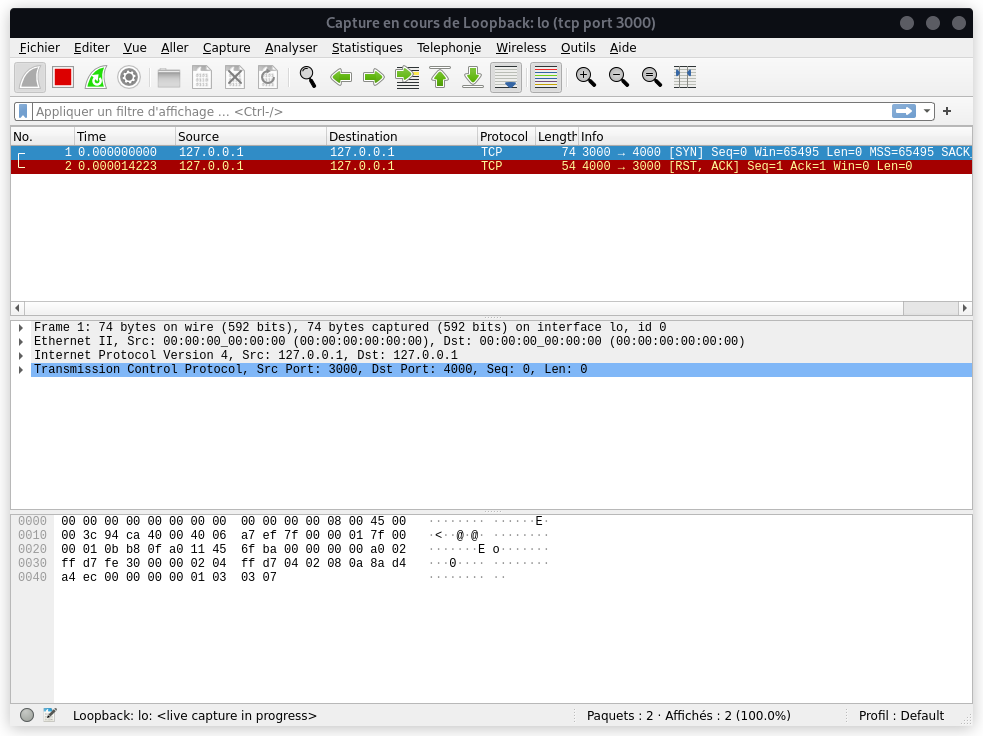 Capture en cours de Loopback: lo (tcp port 3000)
Fichier Editer Vue Aller Capture Analyser Statistiques Telephonie Wireless Outils Aide
Appliquer un filtre d'affichage … <Ctrl-/>
No. Time Source Destination Protocol Length Info
1 0.000000000 127.0.0.1 127.0.0.1 TCP 74 3000 → 4000 [SYN] Seq=0 Win=65495 Len=0 MSS=65495 SACK
2 0.000014223 127.0.0.1 127.0.0.1 TCP 54 4000 → 3000 [RST, ACK] Seq=1 Ack=1 Win=0 Len=0
Frame 1: 74 bytes on wire (592 bits), 74 bytes captured (592 bits) on interface lo, id 0
Ethernet II, Src: 00:00:00_00:00:00 (00:00:00:00:00:00), Dst: 00:00:00_00:00:00 (00:00:00:00:00:00)
Internet Protocol Version 4, Src: 127.0.0.1, Dst: 127.0.0.1
Transmission Control Protocol, Src Port: 3000, Dst Port: 4000, Seq: 0, Len: 0
0000 00 00 00 00 00 00 00 00 00 00 00 00 08 00 45 00 ········ ······E·
0010 00 3c 94 ca 40 00 40 06 a7 ef 7f 00 00 01 7f 00 ·<··@·@· ········
0020 00 01 0b b8 0f a0 11 45 6f ba 00 00 00 00 a0 02 ·······E o·······
0030 ff d7 fe 30 00 00 02 04 ff d7 04 02 08 0a 8a d4 ···0···· ········
0040 a4 ec 00 00 00 00 01 03 03 07 ········ ··
Loopback: lo: <live capture in progress> Paquets : 2 · Affichés : 2 (100.0%) Profil : Default